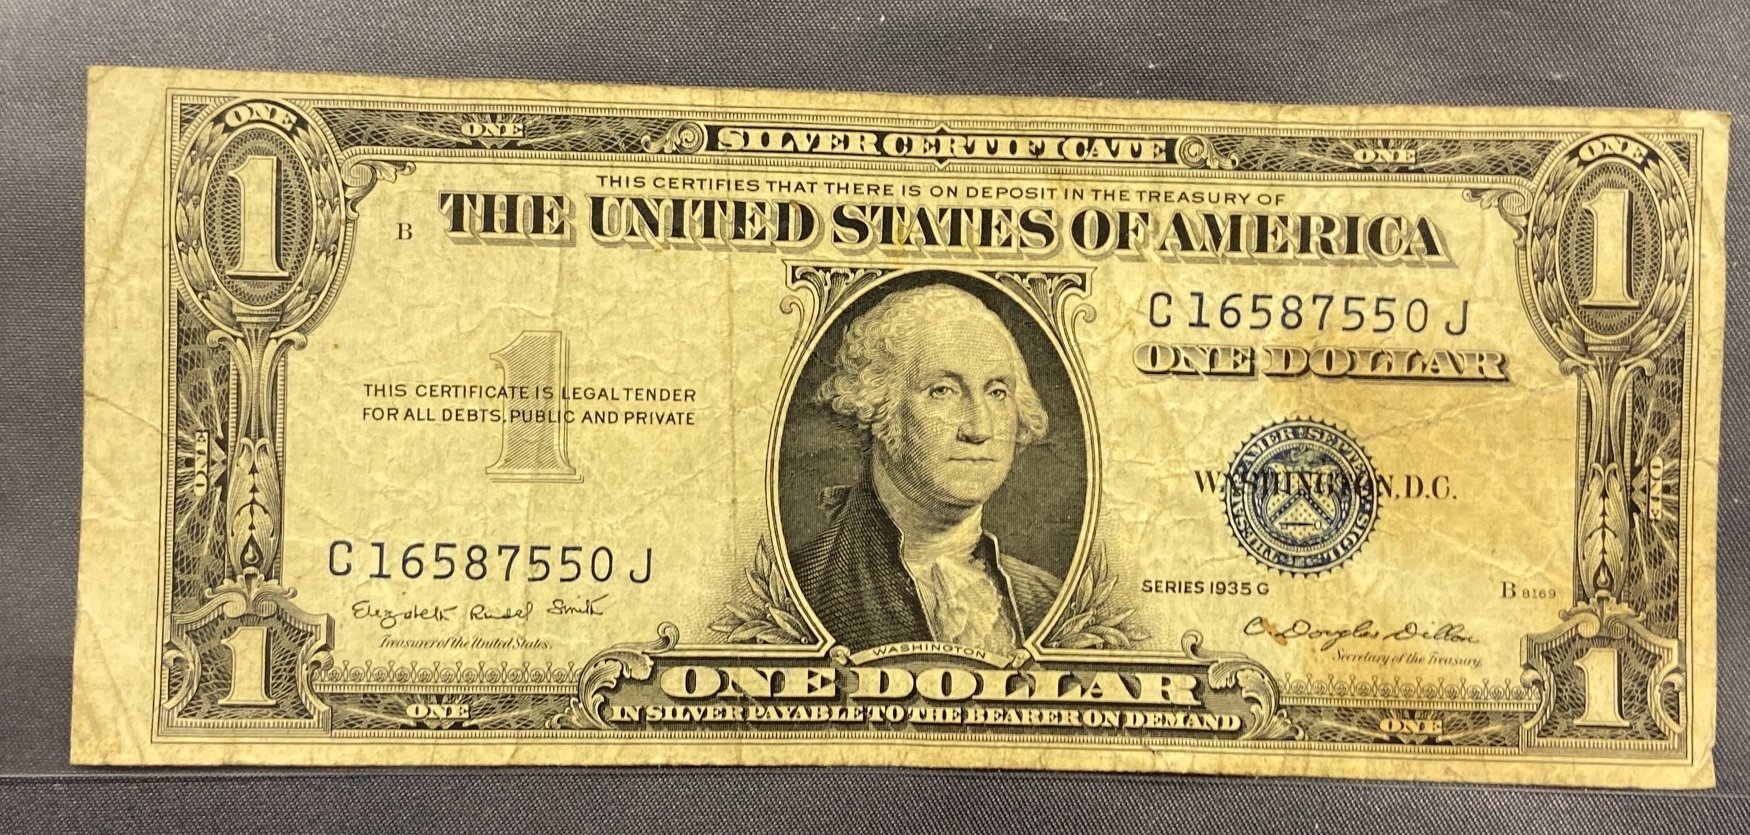 ONE
1
ONE
SILVER CERTIFICATE
ONE
ONE
1
THIS CERTIFIES THAT THERE IS ON DEPOSIT IN THE TREASURY OF
B
THE UNITED STATES OF AMERICA
C 16587550 J
ONE DOLLAR
1
THIS CERTIFICATE IS LEGAL TENDER
FOR ALL DEBTS, PUBLIC AND PRIVATE
ONE
WASHINGTON, D.C.
ONE
C 16587550 J
SERIES 1935 G
B 8169
Elizabeth Rudel Smith
Treasurer of the United States.
C. Douglas Dillon
Secretary of the Treasury.
WASHINGTON
1
ONE DOLLAR
1
ONE
IN SILVER PAYABLE TO THE BEARER ON DEMAND
ONE